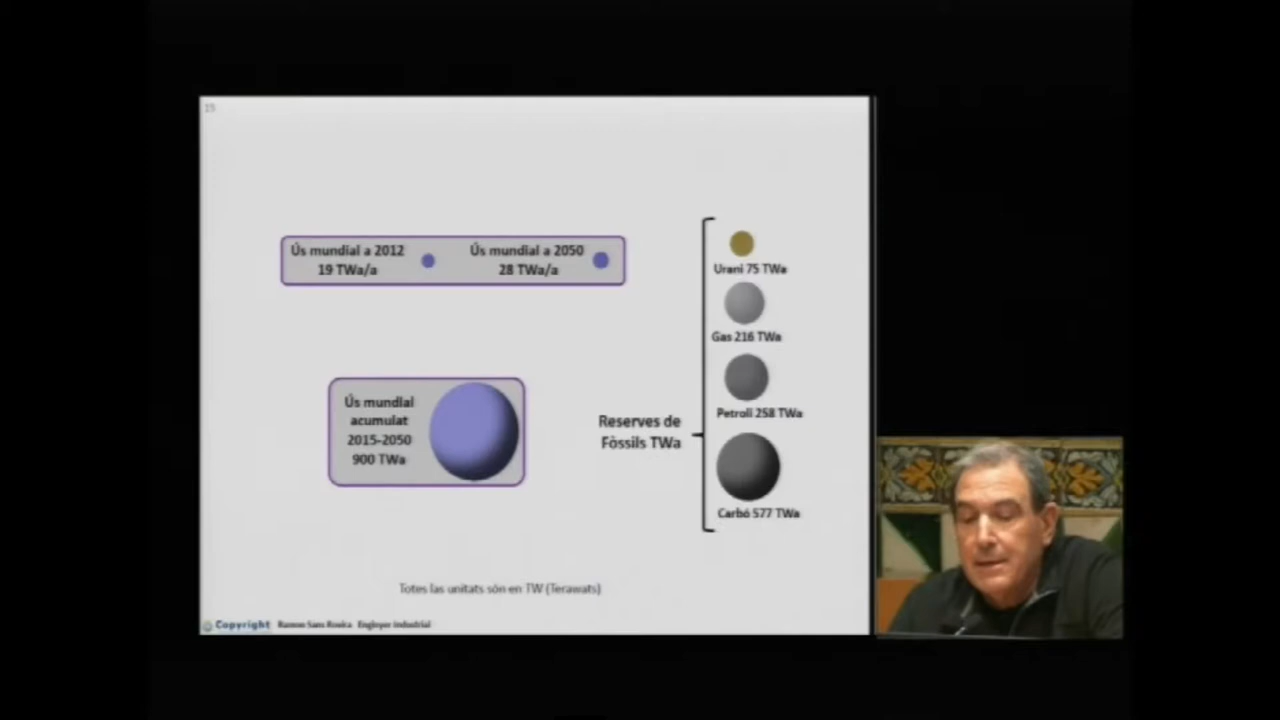 15
Ús mundial a 2012
19 TWa/a
Ús mundial a 2050
28 TWa/a
Urani 75 TWa
Gas 216 TWa
Petroli 258 TWa
Carbó 577 TWa
Reserves de
Fòssils TWa
Ús mundial
acumulat
2015-2050
900 TWa
Totes las unitats són en TW (Terawats)
© Copyright Ramon Sans Rovira Enginyer Industrial